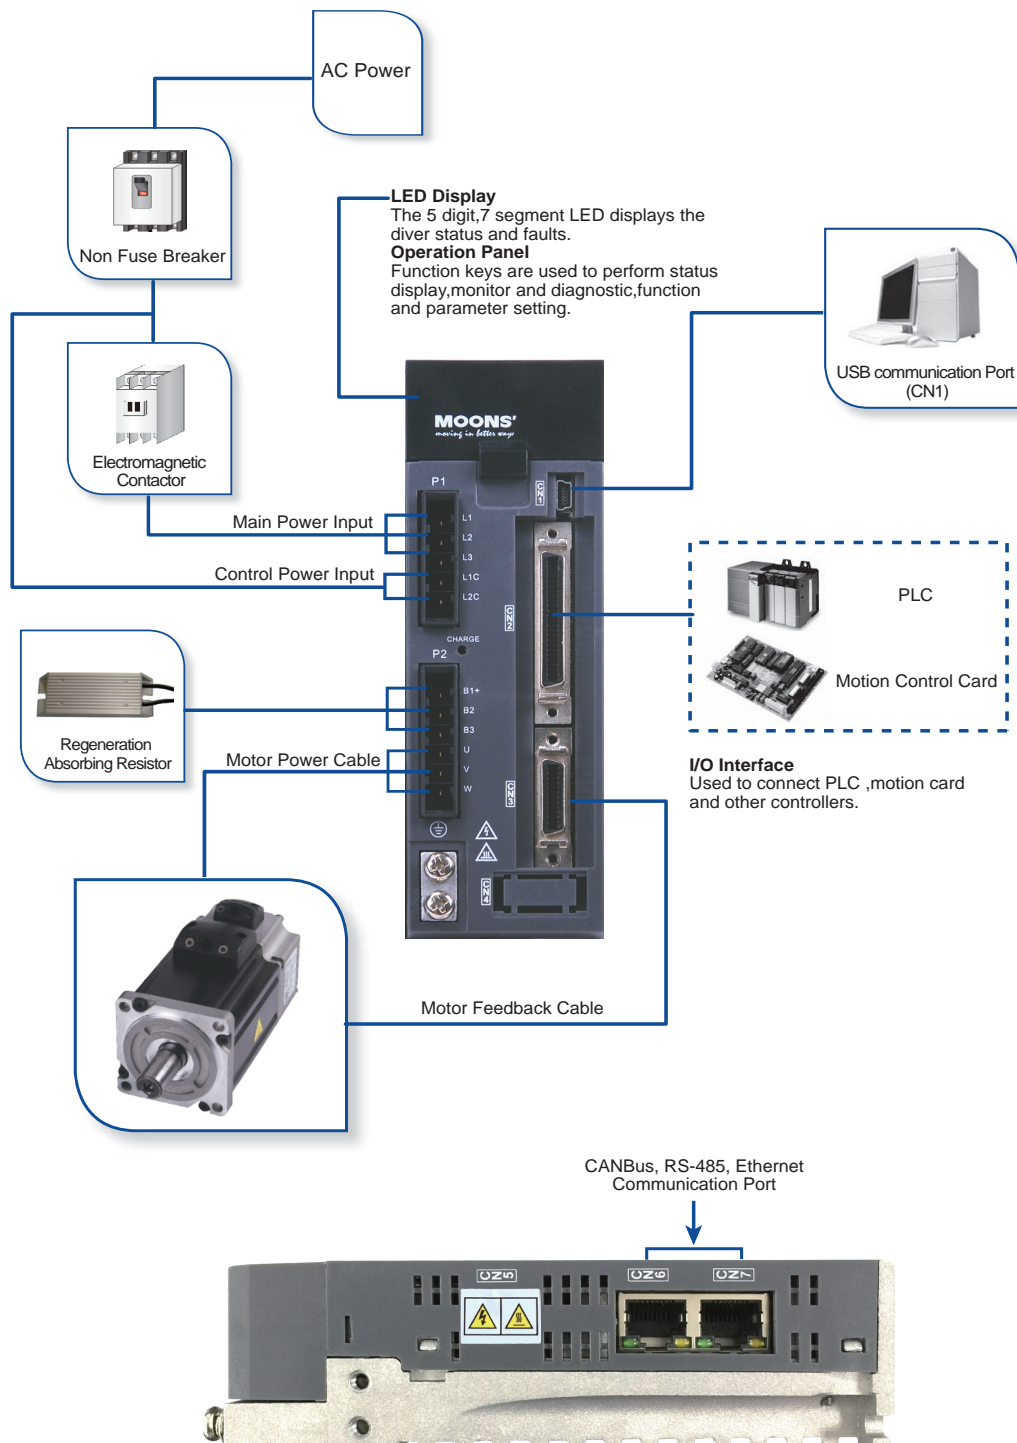 AC Power
Non Fuse Breaker
LED Display
The 5 digit,7 segment LED displays the
diver status and faults.
Operation Panel
Function keys are used to perform status
display,monitor and diagnostic,function
and parameter setting.
USB communication Port
(CN1)
Electromagnetic
Contactor
MOONS'
moving in better ways
P1
CN1
L1
L2
L3
L1C
L2C
Main Power Input
Control Power Input
CN2
PLC
Motion Control Card
CHARGE
P2
B1+
B2
B3
U
V
W
Regeneration
Absorbing Resistor
Motor Power Cable
CN3
I/O Interface
Used to connect PLC ,motion card
and other controllers.
CN4
Motor Feedback Cable
CANBus, RS-485, Ethernet
Communication Port
CN5
CN6
CN7